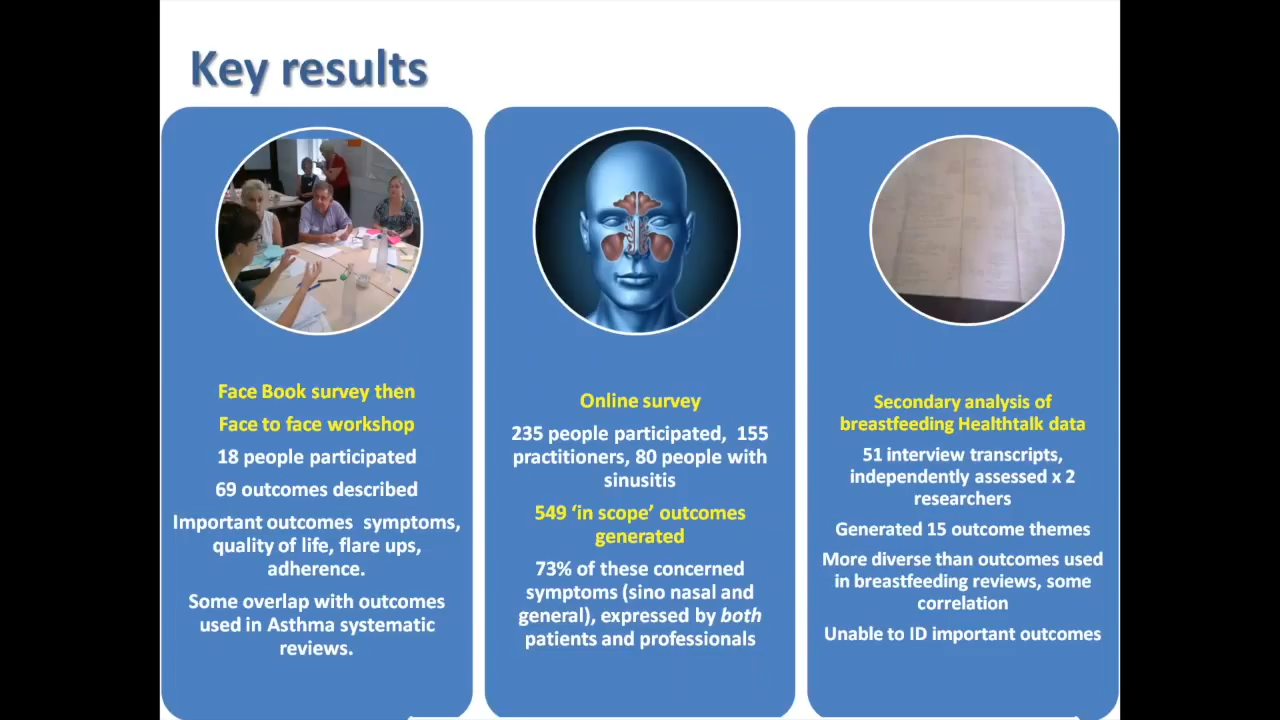 Key results
Face Book survey then
Face to face workshop
18 people participated
69 outcomes described
Important outcomes symptoms,
quality of life, flare ups,
adherence.
Some overlap with outcomes
used in Asthma systematic
reviews.
Online survey
235 people participated, 155
practitioners, 80 people with
sinusitis
549 ‘in scope’ outcomes
generated
73% of these concerned
symptoms (sino nasal and
general), expressed by both
patients and professionals
Secondary analysis of
breastfeeding Healthtalk data
51 interview transcripts,
independently assessed x 2
researchers
Generated 15 outcome themes
More diverse than outcomes used
in breastfeeding reviews, some
correlation
Unable to ID important outcomes